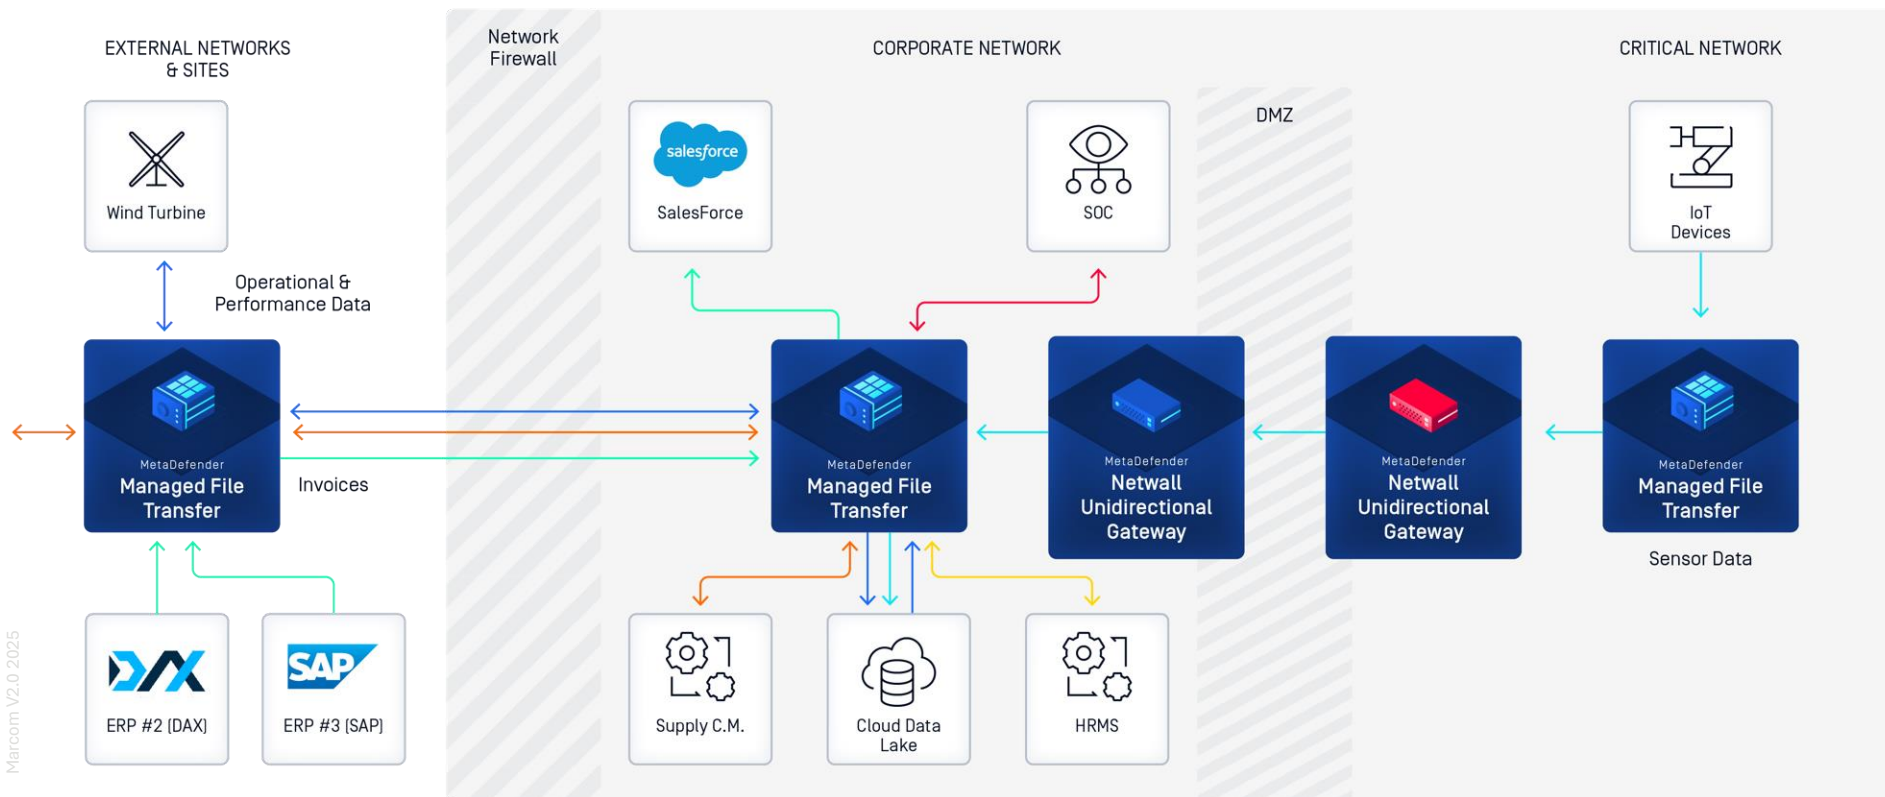 EXTERNAL NETWORKS
& SITES
Network
Firewall
CORPORATE NETWORK
CRITICAL NETWORK
DMZ
Wind Turbine
salesforce
SalesForce
SOC
IoT
Devices
Operational &
Performance Data
MetaDefender
Managed File
Transfer
Invoices
MetaDefender
Managed File
Transfer
MetaDefender
Netwall
Unidirectional
Gateway
MetaDefender
Netwall
Unidirectional
Gateway
MetaDefender
Managed File
Transfer
Sensor Data
DAX
ERP #2 (DAX)
SAP
ERP #3 (SAP)
Supply C.M.
Cloud Data
Lake
HRMS
Marcom V2.0 2025